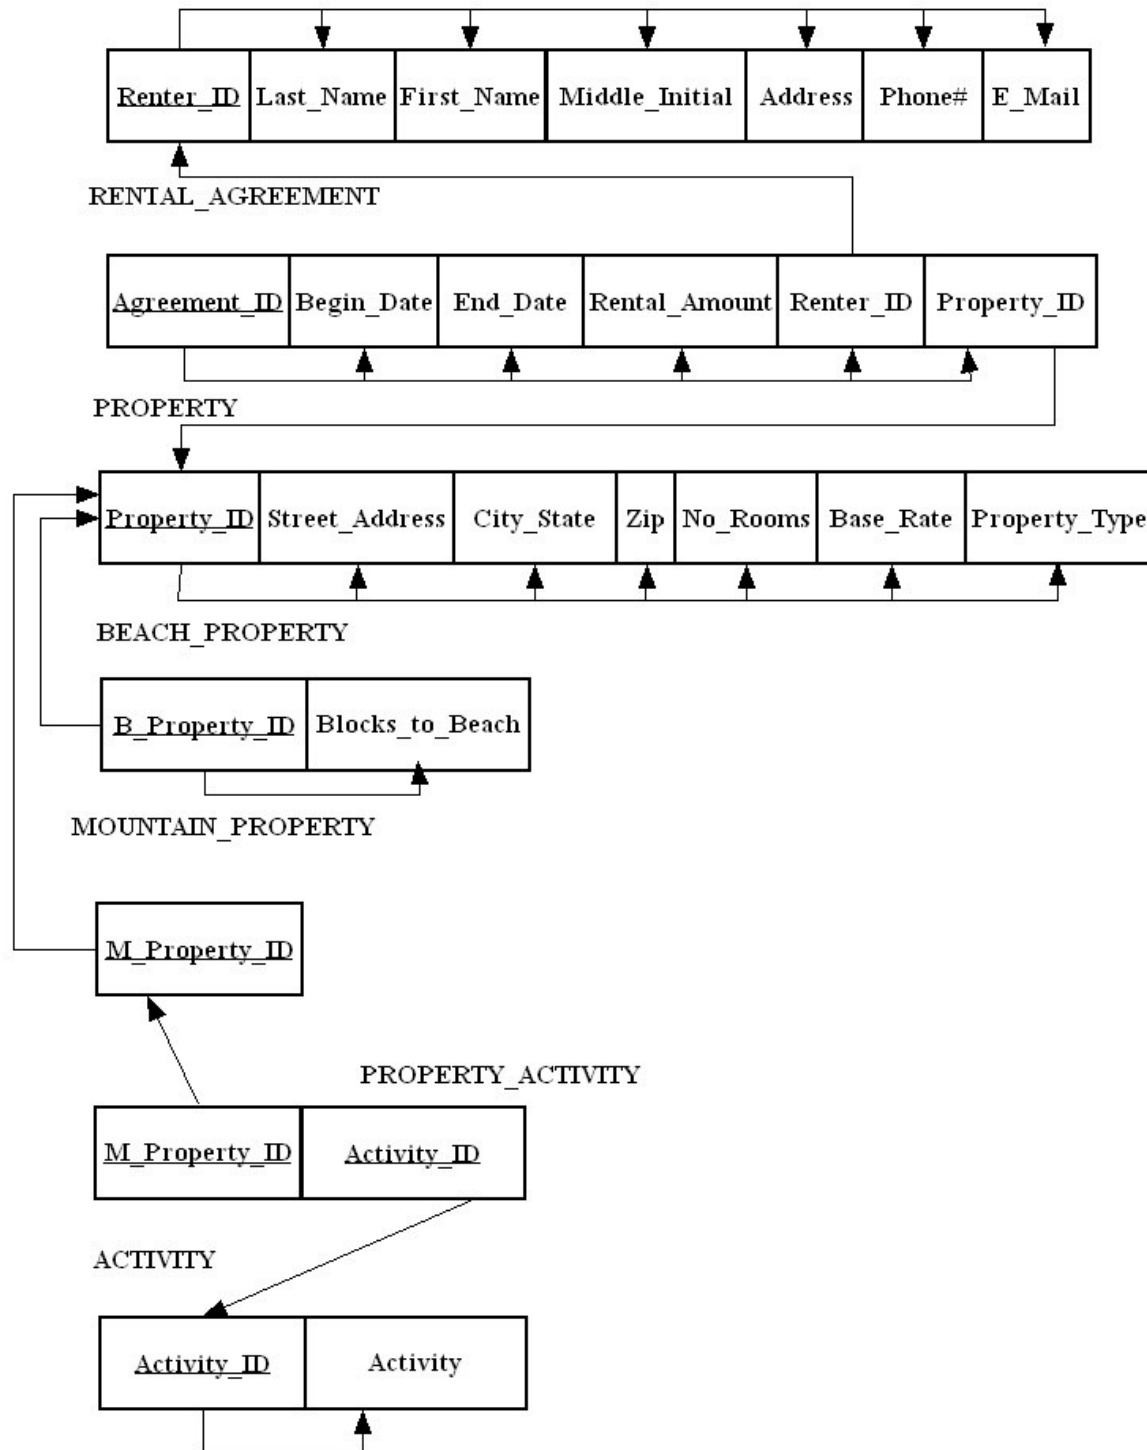 Renter_ID Last_Name First_Name Middle_Initial Address Phone# E_Mail
RENTAL_AGREEMENT
Agreement_ID Begin_Date End_Date Rental_Amount Renter_ID Property_ID
PROPERTY
Property_ID Street_Address City_State Zip No_Rooms Base_Rate Property_Type
BEACH_PROPERTY
B_Property_ID Blocks_to_Beach
MOUNTAIN_PROPERTY
M_Property_ID
PROPERTY_ACTIVITY
M_Property_ID Activity_ID
ACTIVITY
Activity_ID Activity